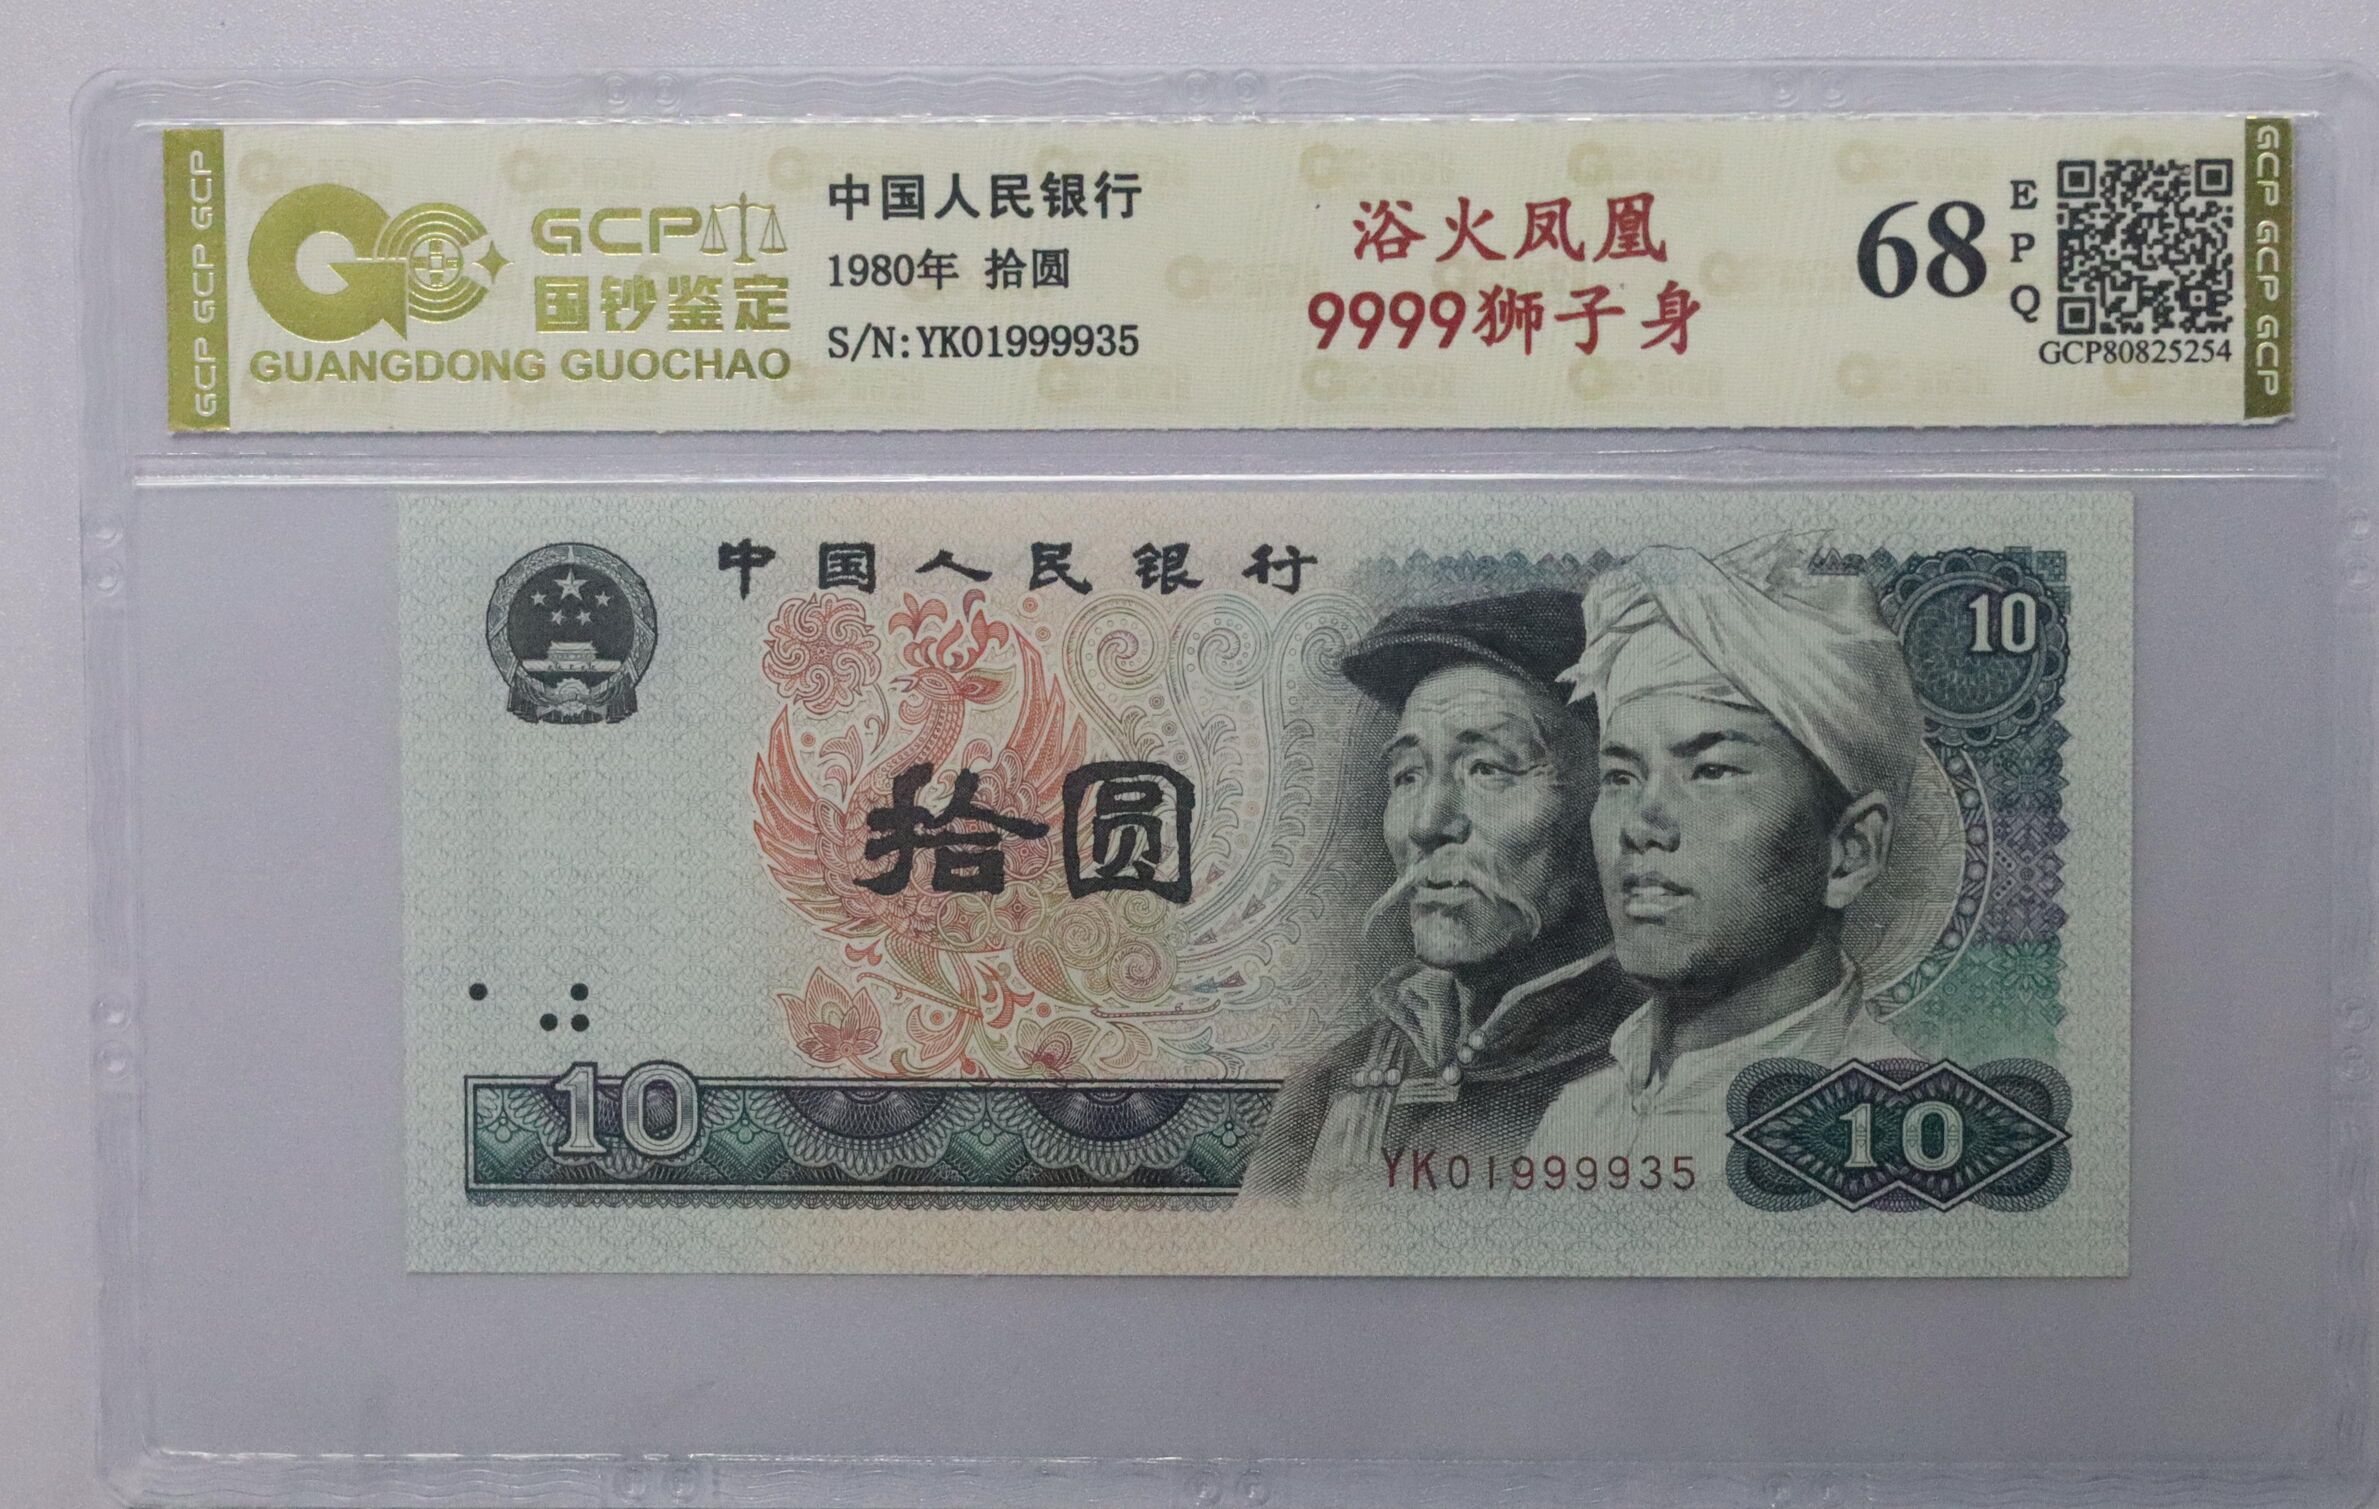 GCP GCP GCP
GCP
国钞鉴定
GUANGDONG GUOCHAO
中国人民银行
1980年 拾圆
S/N:YK01999935
浴火凤凰
9999狮子身
68
EPQ
GCP80825254
GCP GCP GCP
中国人民银行
10
拾圆
10
YK01999935
10